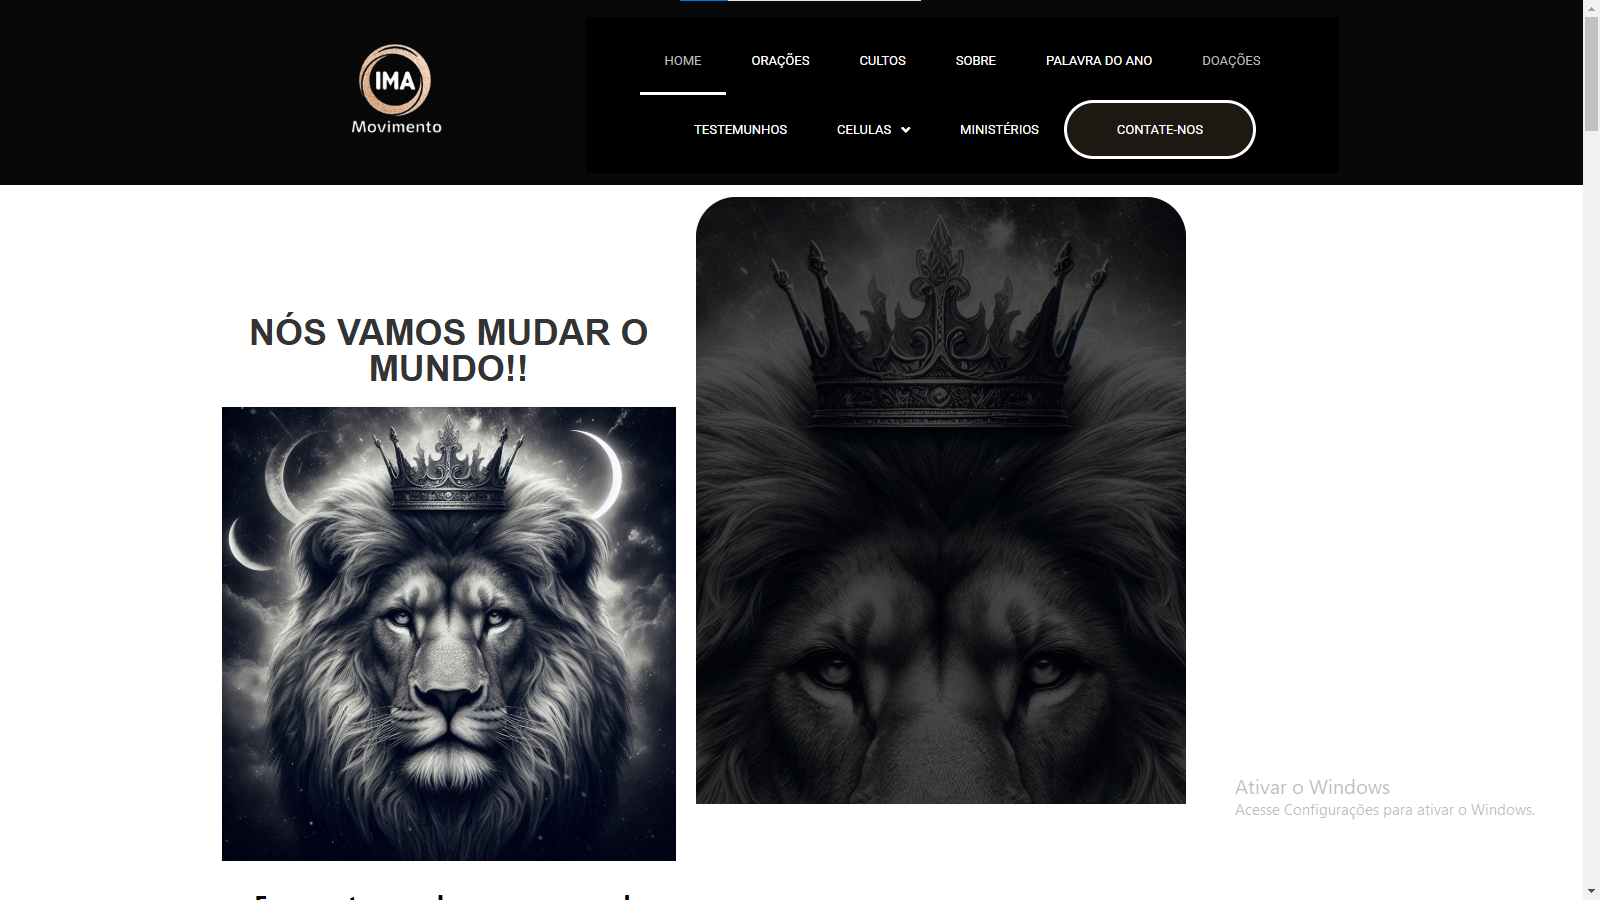 IMA
Movimento
HOME ORAÇÕES CULTOS SOBRE PALAVRA DO ANO DOAÇÕES
TESTEMUNHOS CELULAS MINISTÉRIOS CONTATE-NOS
NÓS VAMOS MUDAR O
MUNDO!!
Ativar o Windows
Acesse Configurações para ativar o Windows.